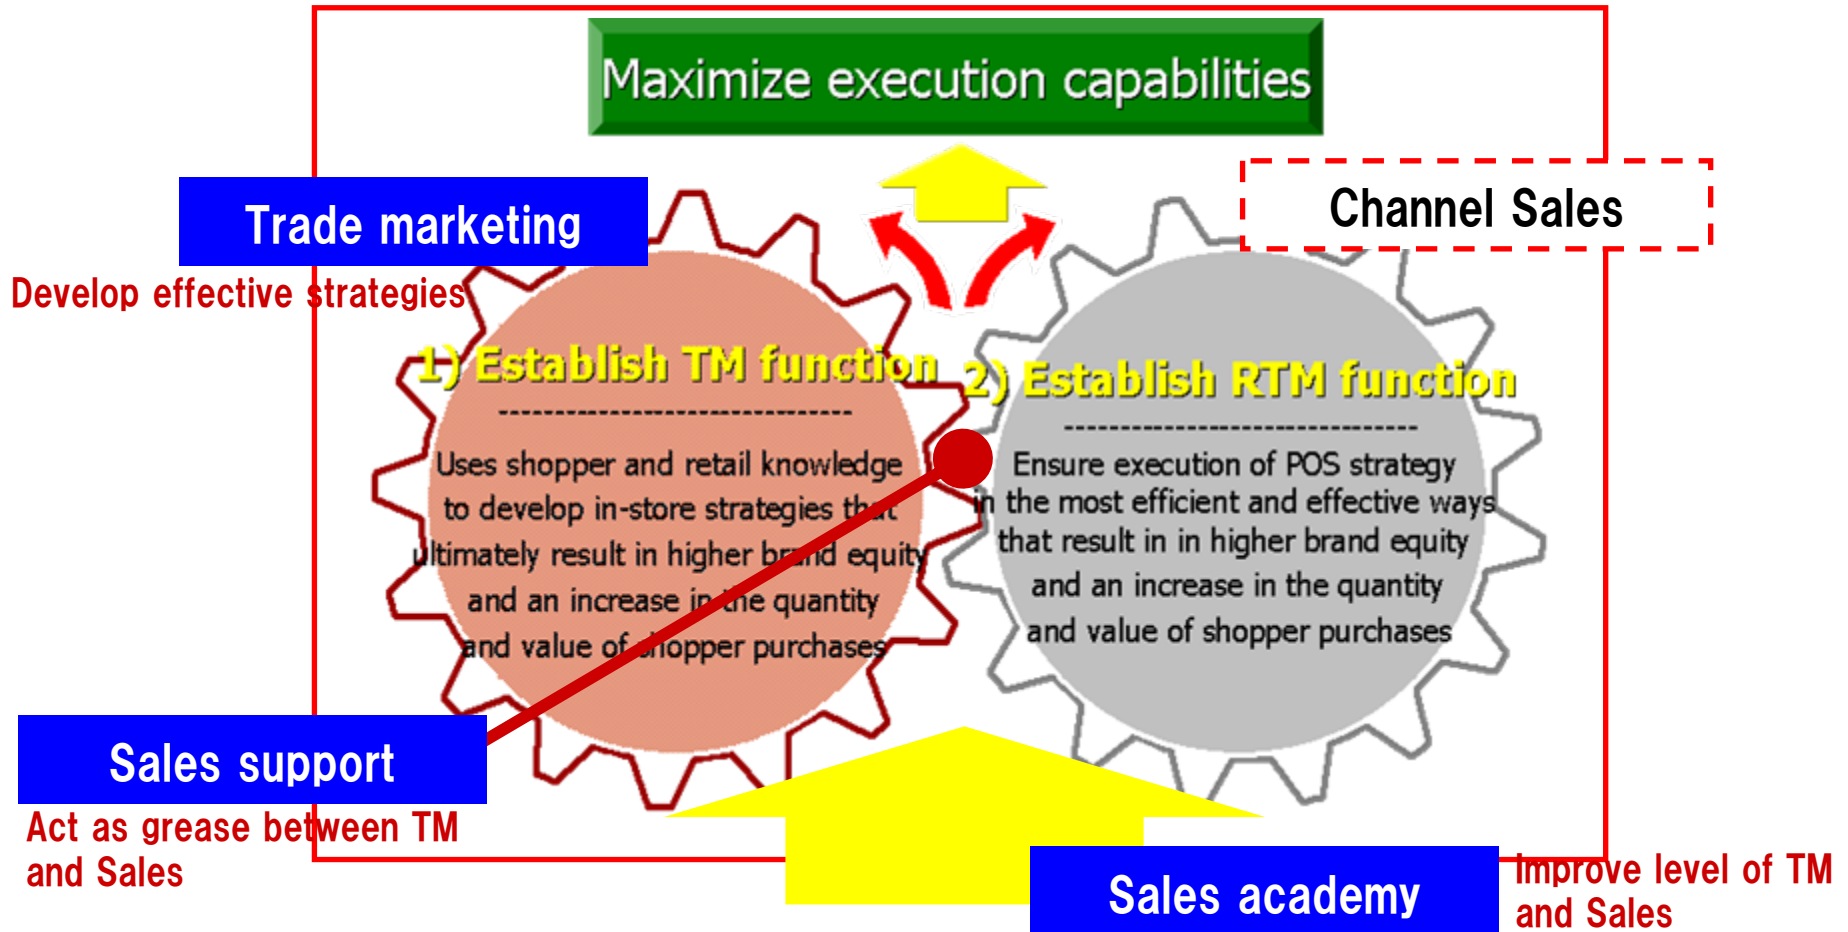 Maximize execution capabilities
Trade marketing
Develop effective strategies
Channel Sales
1) Establish TM function
--------------------------------
Uses shopper and retail knowledge
to develop in-store strategies that
ultimately result in higher brand equity
and an increase in the quantity
and value of shopper purchases
2) Establish RTM function
--------------------------------
Ensure execution of POS strategy
in the most efficient and effective ways
that result in in higher brand equity
and an increase in the quantity
and value of shopper purchases
Sales support
Act as grease between TM
and Sales
Sales academy
Improve level of TM
and Sales